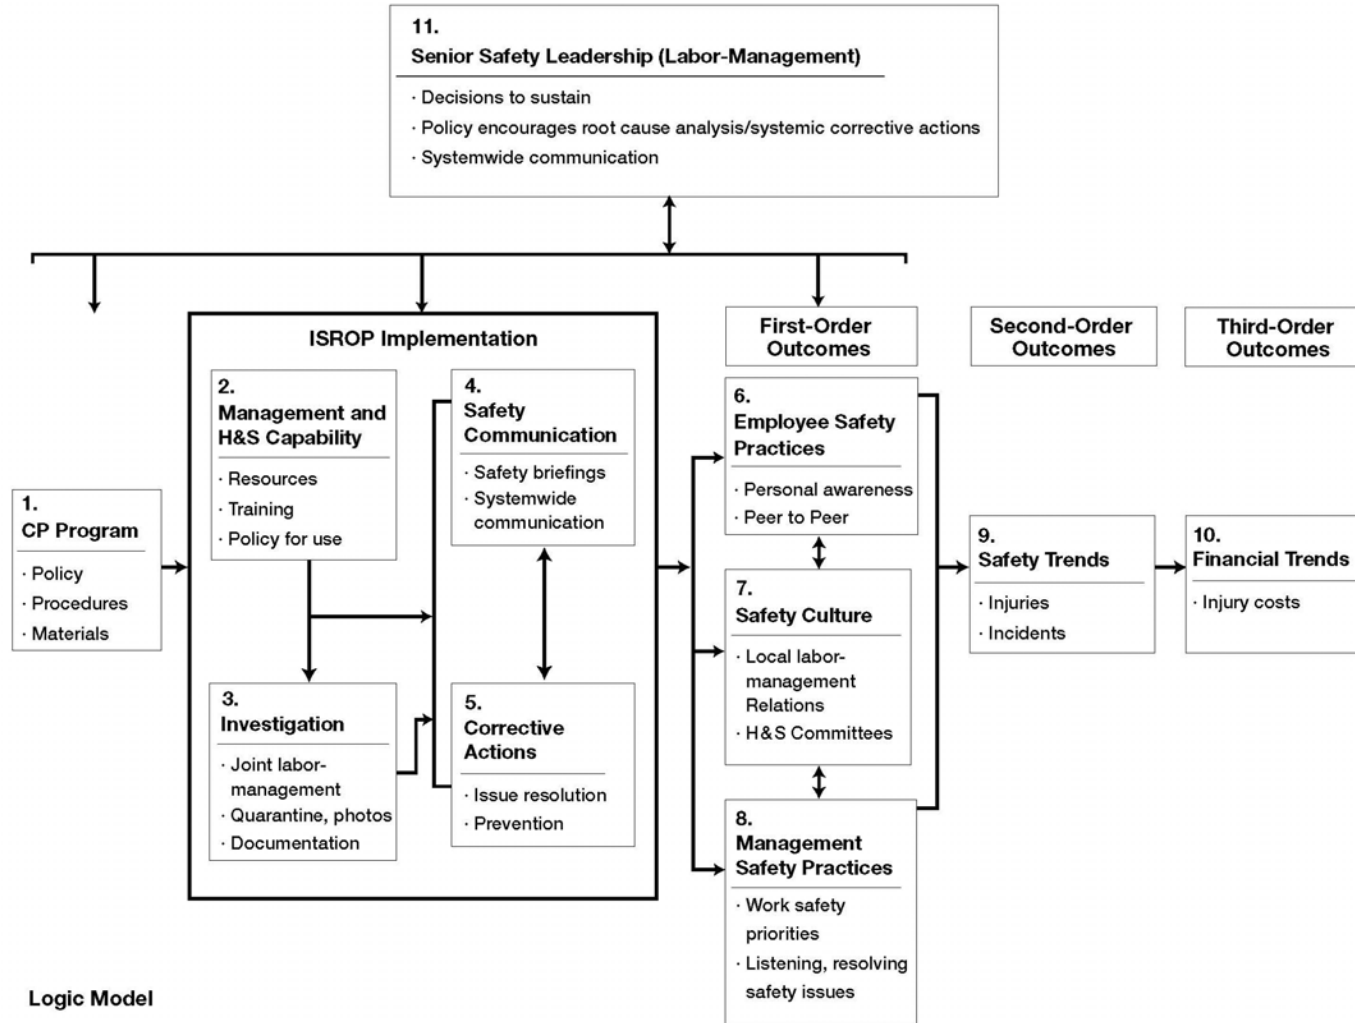 11.
Senior Safety Leadership (Labor-Management)
· Decisions to sustain
· Policy encourages root cause analysis/systemic corrective actions
· Systemwide communication
ISROP Implementation
First-Order
Outcomes
Second-Order
Outcomes
Third-Order
Outcomes
1.
CP Program
· Policy
· Procedures
· Materials
2.
Management and
H&S Capability
· Resources
· Training
· Policy for use
3.
Investigation
· Joint labor-
management
· Quarantine, photos
· Documentation
4.
Safety
Communication
· Safety briefings
· Systemwide
communication
5.
Corrective
Actions
· Issue resolution
· Prevention
6.
Employee Safety
Practices
· Personal awareness
· Peer to Peer
7.
Safety Culture
· Local labor-
management
Relations
· H&S Committees
8.
Management
Safety Practices
· Work safety
priorities
· Listening, resolving
safety issues
9.
Safety Trends
· Injuries
· Incidents
10.
Financial Trends
· Injury costs
Logic Model